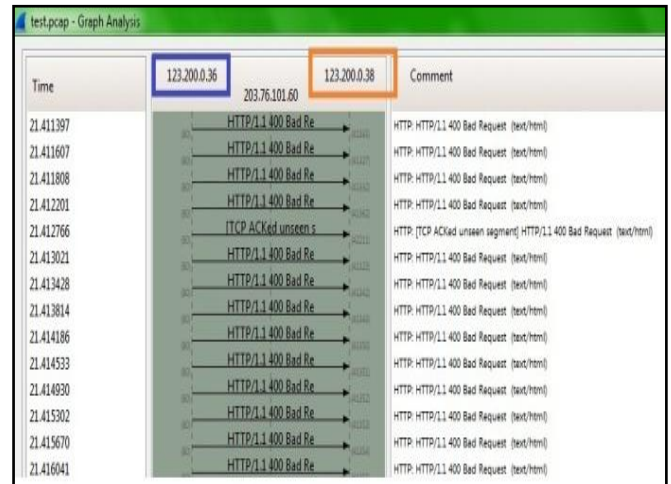 test.pcap - Graph Analysis
Time 123.200.0.36 203.76.101.60 123.200.0.38 Comment
21.411397 HTTP/1.1 400 Bad Re HTTP: HTTP/1.1 400 Bad Request (text/html)
21.411607 HTTP/1.1 400 Bad Re HTTP: HTTP/1.1 400 Bad Request (text/html)
21.411808 HTTP/1.1 400 Bad Re HTTP: HTTP/1.1 400 Bad Request (text/html)
21.412201 HTTP/1.1 400 Bad Re HTTP: HTTP/1.1 400 Bad Request (text/html)
21.412766 [TCP ACKed unseen s HTTP: [TCP ACKed unseen segment] HTTP/1.1 400 Bad Request (text/html)
21.413021 HTTP/1.1 400 Bad Re HTTP: HTTP/1.1 400 Bad Request (text/html)
21.413428 HTTP/1.1 400 Bad Re HTTP: HTTP/1.1 400 Bad Request (text/html)
21.413814 HTTP/1.1 400 Bad Re HTTP: HTTP/1.1 400 Bad Request (text/html)
21.414186 HTTP/1.1 400 Bad Re HTTP: HTTP/1.1 400 Bad Request (text/html)
21.414533 HTTP/1.1 400 Bad Re HTTP: HTTP/1.1 400 Bad Request (text/html)
21.414930 HTTP/1.1 400 Bad Re HTTP: HTTP/1.1 400 Bad Request (text/html)
21.415302 HTTP/1.1 400 Bad Re HTTP: HTTP/1.1 400 Bad Request (text/html)
21.415670 HTTP/1.1 400 Bad Re HTTP: HTTP/1.1 400 Bad Request (text/html)
21.416041 HTTP/1.1 400 Bad Re HTTP: HTTP/1.1 400 Bad Request (text/html)